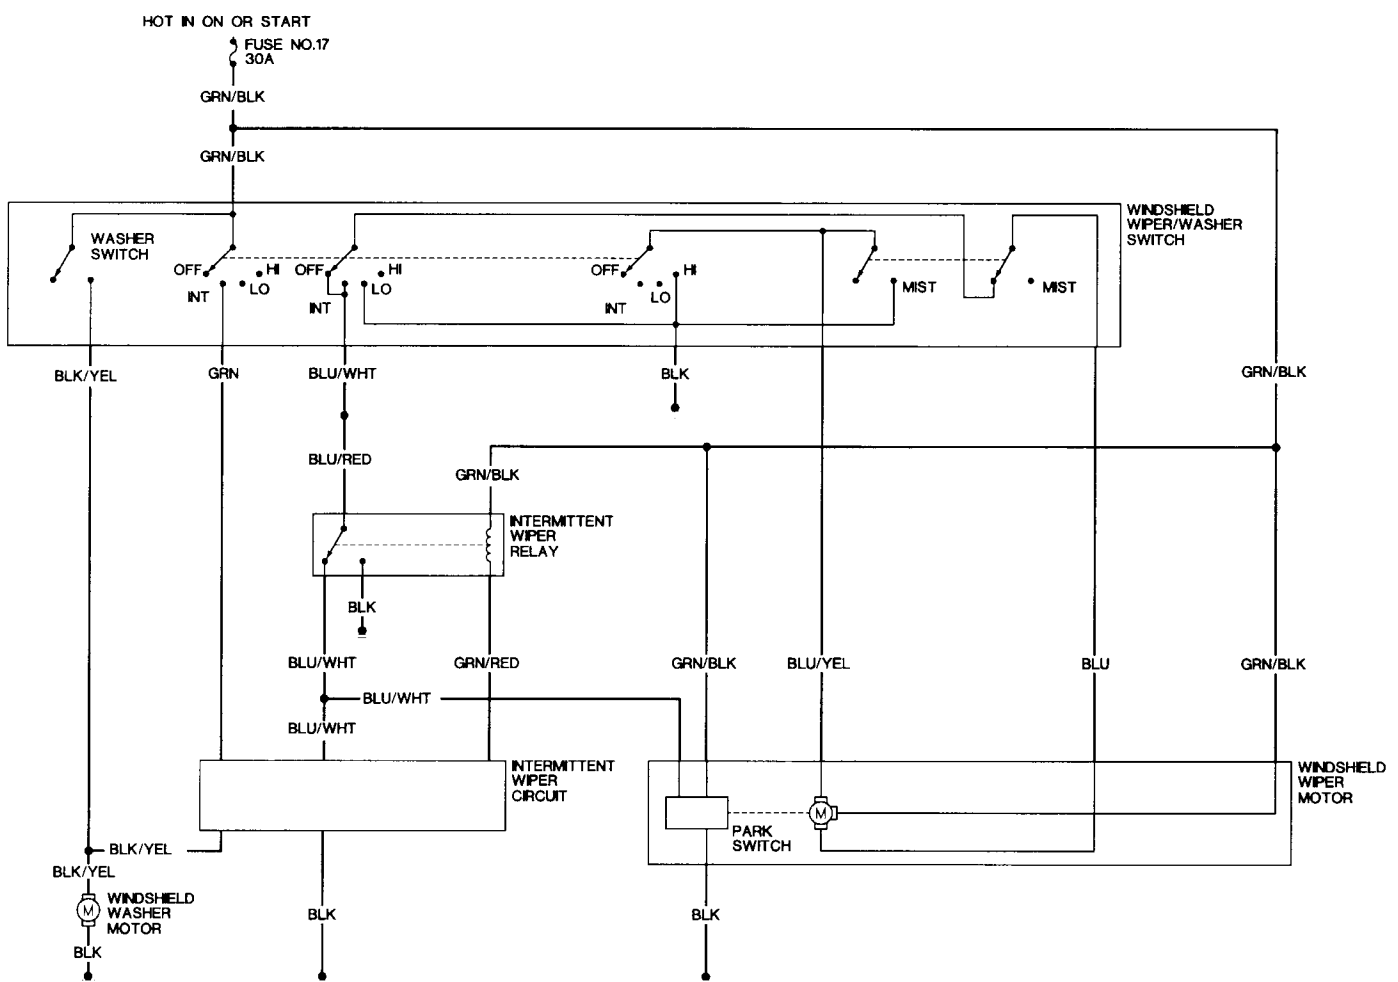 HOT IN ON OR START
FUSE NO.17
30A
GRN/BLK
GRN/BLK
WINDSHIELD
WIPER/WASHER
SWITCH
WASHER
SWITCH
OFF
HI
INT
LO
OFF
HI
INT
LO
OFF
HI
INT
LO
MIST
MIST
BLK/YEL
GRN
BLU/WHT
BLK
GRN/BLK
BLU/RED
GRN/BLK
INTERMITTENT
WIPER
RELAY
BLK
BLU/WHT
GRN/RED
GRN/BLK
BLU/YEL
BLU
GRN/BLK
BLU/WHT
BLU/WHT
INTERMITTENT
WIPER
CIRCUIT
WINDSHIELD
WIPER
MOTOR
M
PARK
SWITCH
BLK/YEL
BLK/YEL
WINDSHIELD
WASHER
MOTOR
M
BLK
BLK
BLK